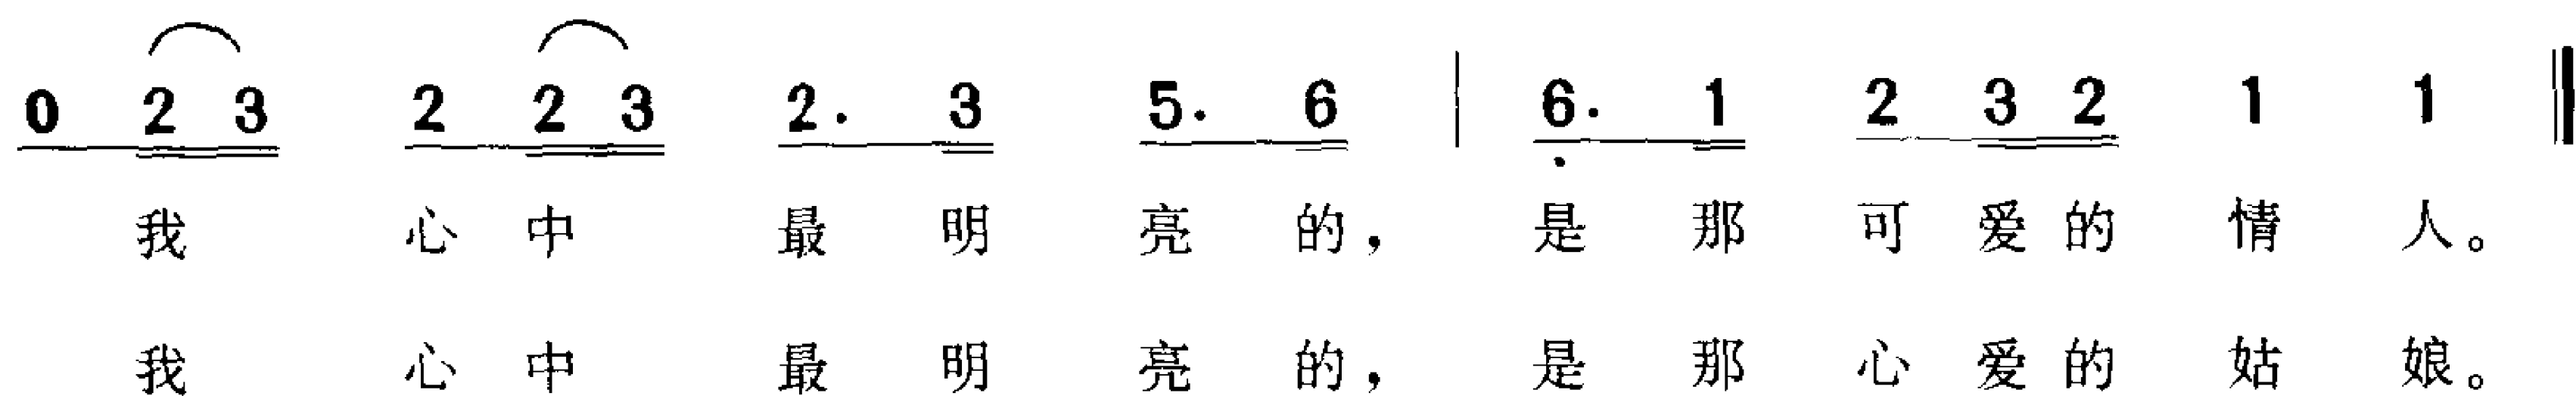 0 2 3 2 2 3 2. 3 5. 6 | 6. 1 2 3 2 1 1 ‖
我 心 中 最 明 亮 的， 是 那 可 爱 的 情 人。
我 心 中 最 明 亮 的， 是 那 心 爱 的 姑 娘。